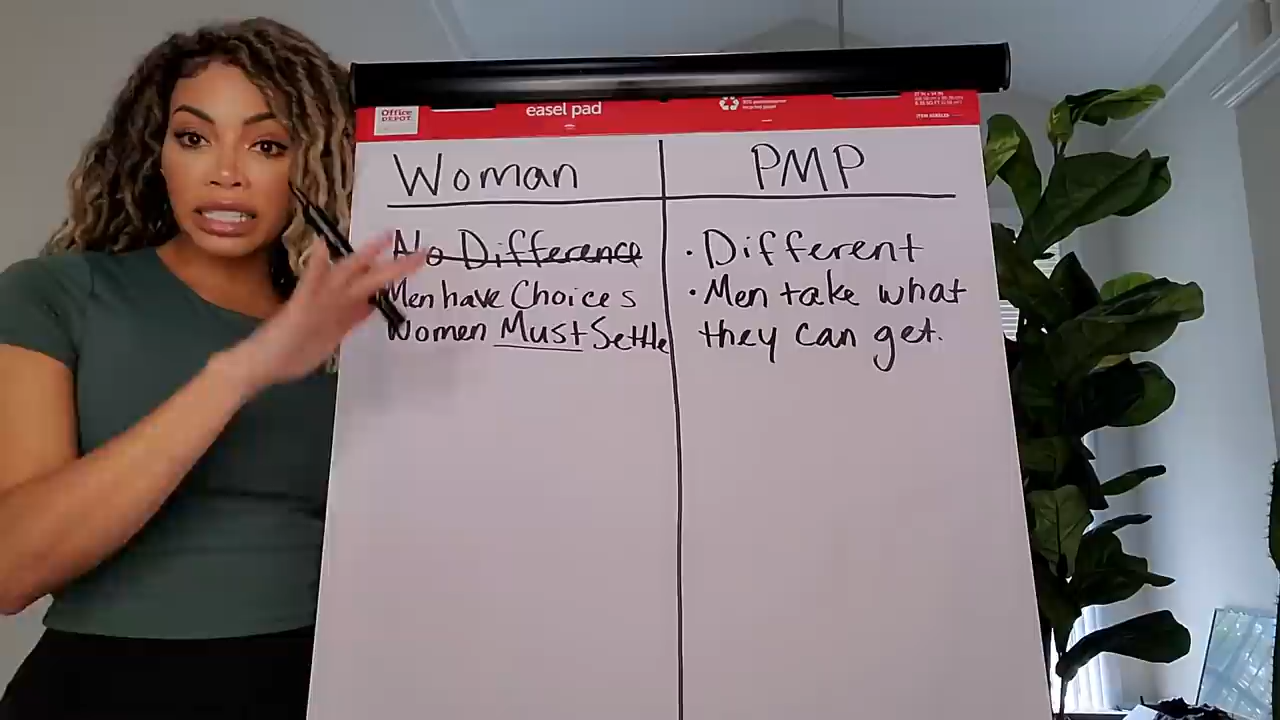 Office
DEPOT
easel pad
Woman
PMP
No Difference
Men have Choices
Women Must Settle
• Different
• Men take what
they can get.